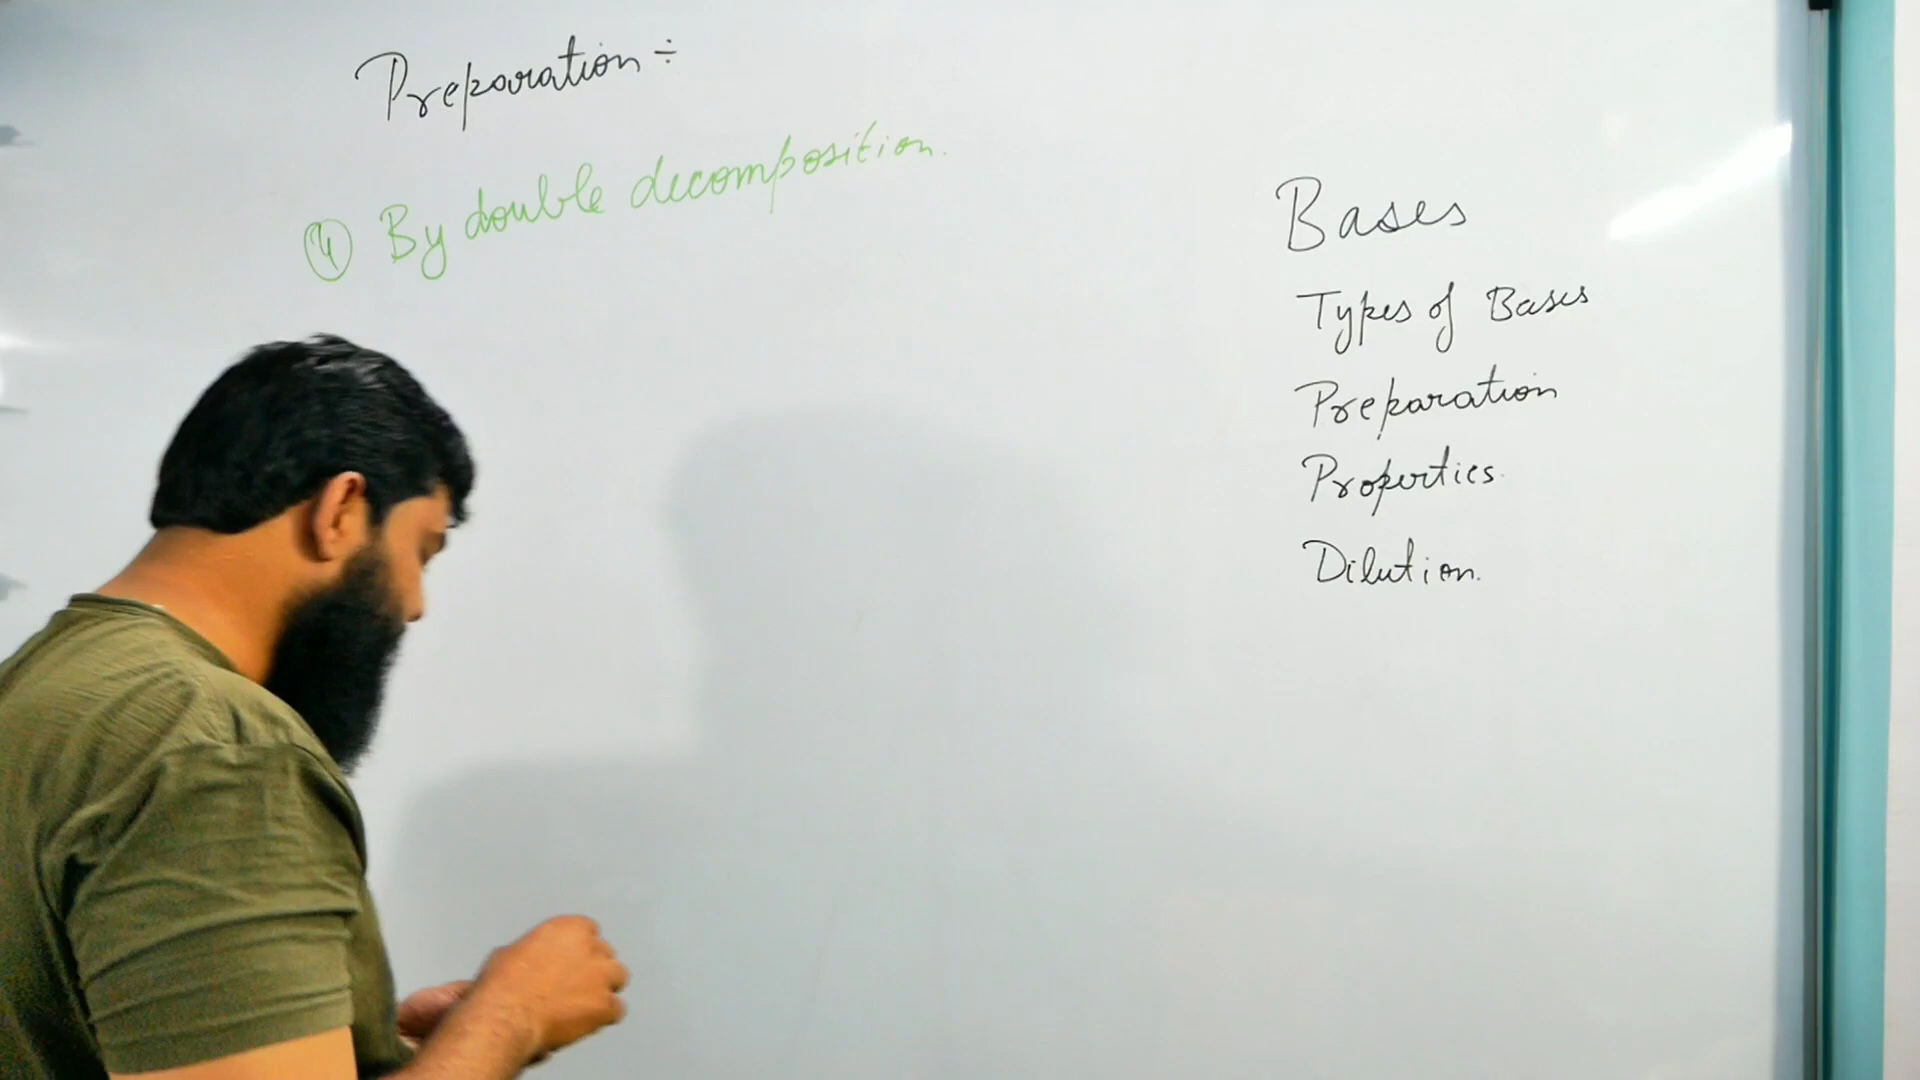 Preparation ÷
④ By double decomposition.
Bases
Types of Bases
Preparation
Properties.
Dilution.